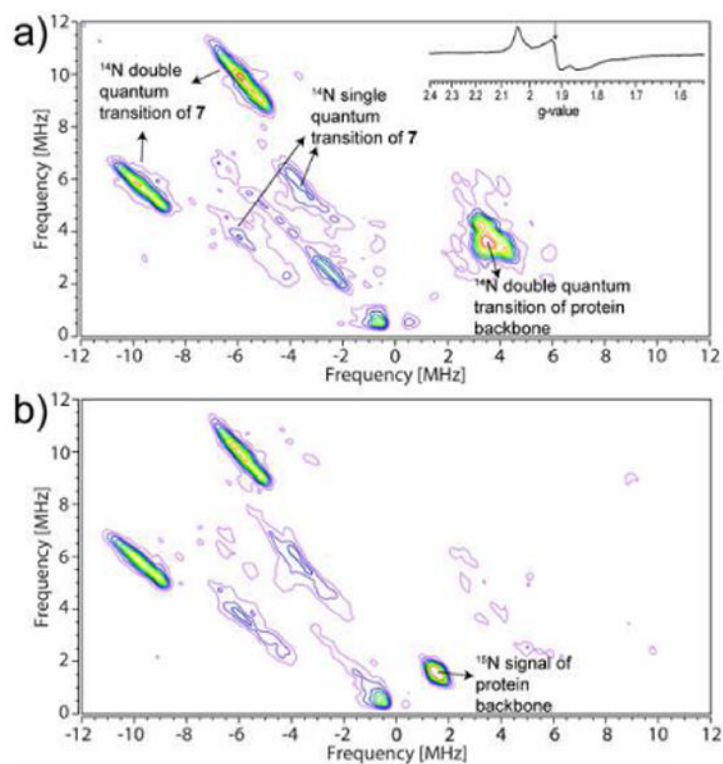 a)
¹⁴N double
quantum
transition of 7
¹⁴N single
quantum
transition of 7
2.4 2.3 2.2 2.1 2 1.9 1.8 1.7 1.6
g-value
¹⁴N double quantum
transition of protein
backbone
Frequency [MHz]
12
10
8
6
4
2
0
-12 -10 -8 -6 -4 -2 0 2 4 6 8 10 12
Frequency [MHz]
b)
¹⁵N signal of
protein
backbone
Frequency [MHz]
12
10
8
6
4
2
0
-12 -10 -8 -6 -4 -2 0 2 4 6 8 10 12
Frequency [MHz]